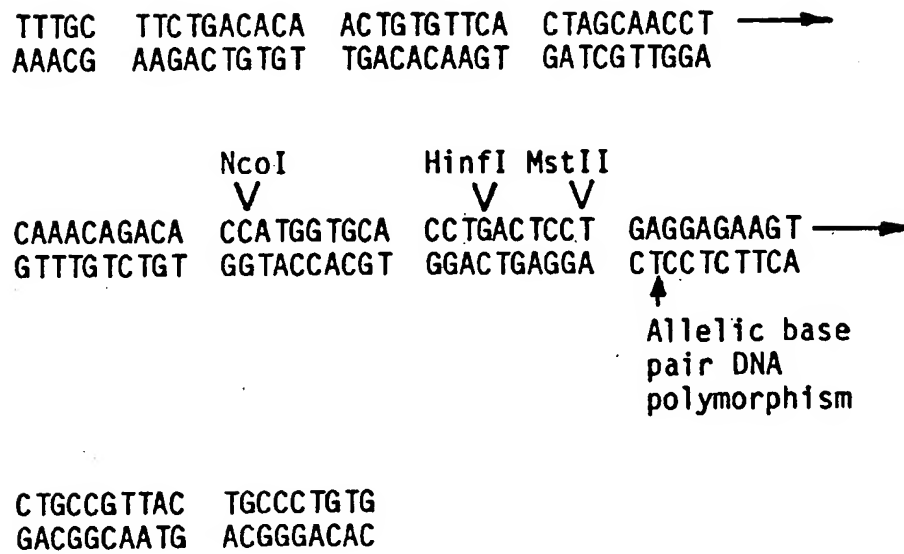 TTTGC TTCTGACACA ACTGTGTTCA CTAGCAACCT
AAACG AAGACTGTGT TGACACAAGT GATCGTTGGA
NcoI HinfI MstII
CAAACAGACA CCATGGTGCA CCTGACTCCT GAGGAGAAGT
GTTTGTCTGT GGTACCACGT GGACTGAGGA CTCCTCTTCA
Allelic base
pair DNA
polymorphism
CTGCCGTTAC TGCCCTGTG
GACGGCAATG ACGGGACAC